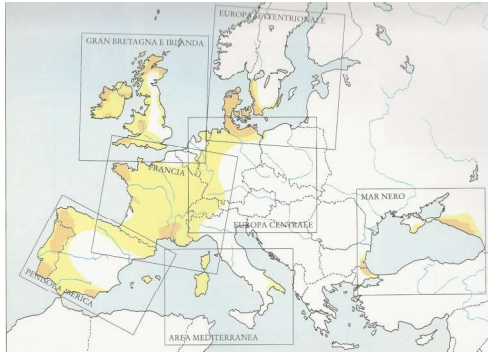 EUROPA SETTENTRIONALE
GRAN BRETAGNA E IRLANDA
FRANCIA
MAR NERO
EUROPA CENTRALE
PENISOLA IBERICA
AREA MEDITERRANEA